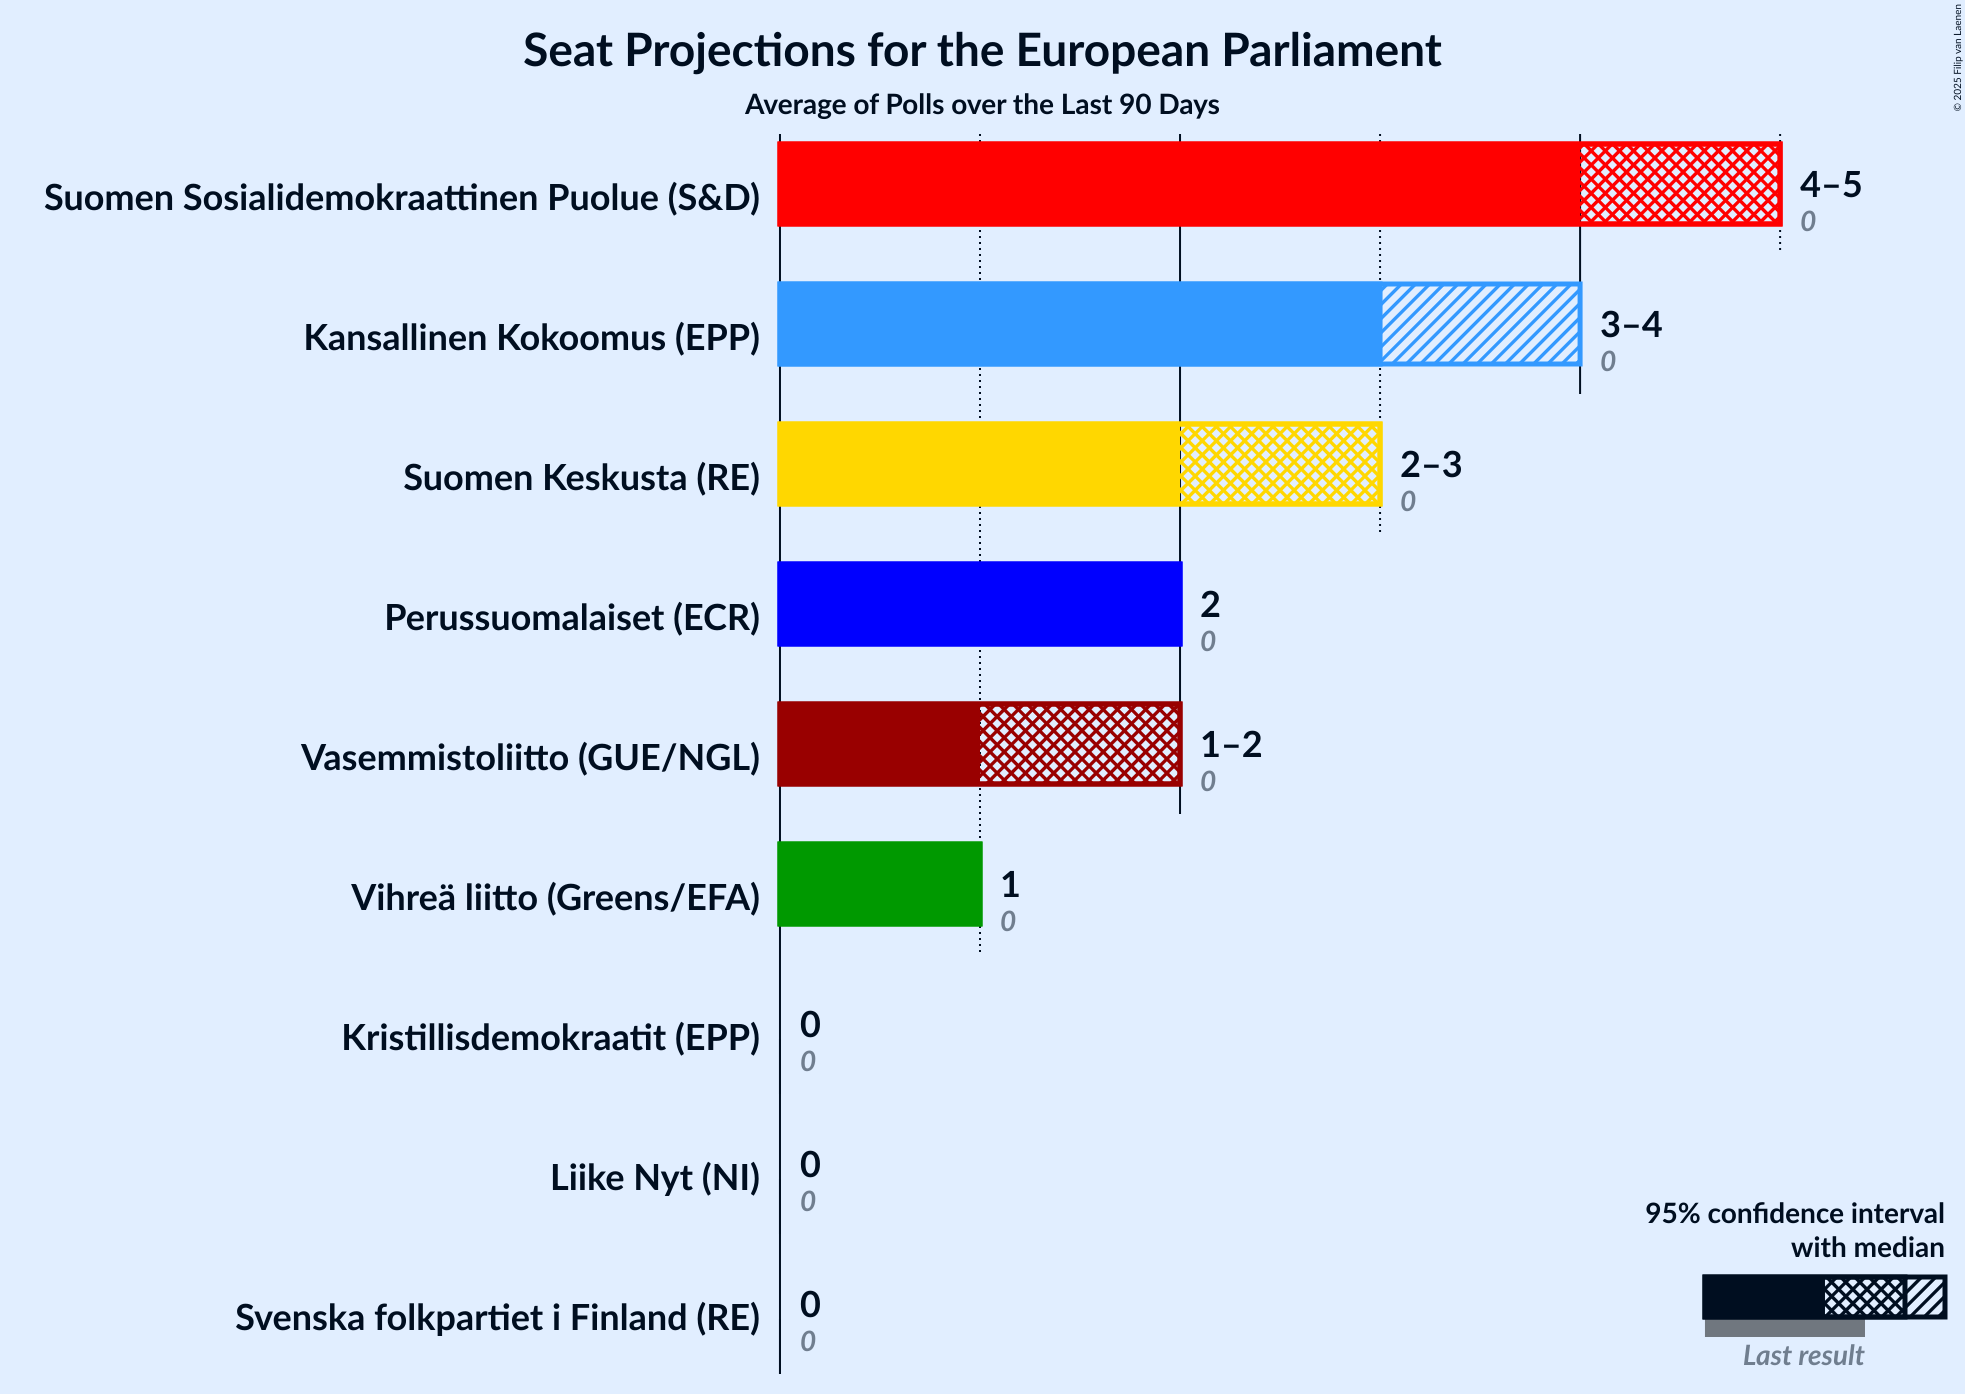 Seat Projections for the European Parliament
Average of Polls over the Last 90 Days
© 2025 Filip van Laenen
Suomen Sosialidemokraattinen Puolue (S&D)
4–5
0
Kansallinen Kokoomus (EPP)
3–4
0
Suomen Keskusta (RE)
2–3
0
Perussuomalaiset (ECR)
2
0
Vasemmistoliitto (GUE/NGL)
1–2
0
Vihreä liitto (Greens/EFA)
1
0
Kristillisdemokraatit (EPP)
0
0
Liike Nyt (NI)
0
0
Svenska folkpartiet i Finland (RE)
0
0
95% confidence interval
with median
Last result